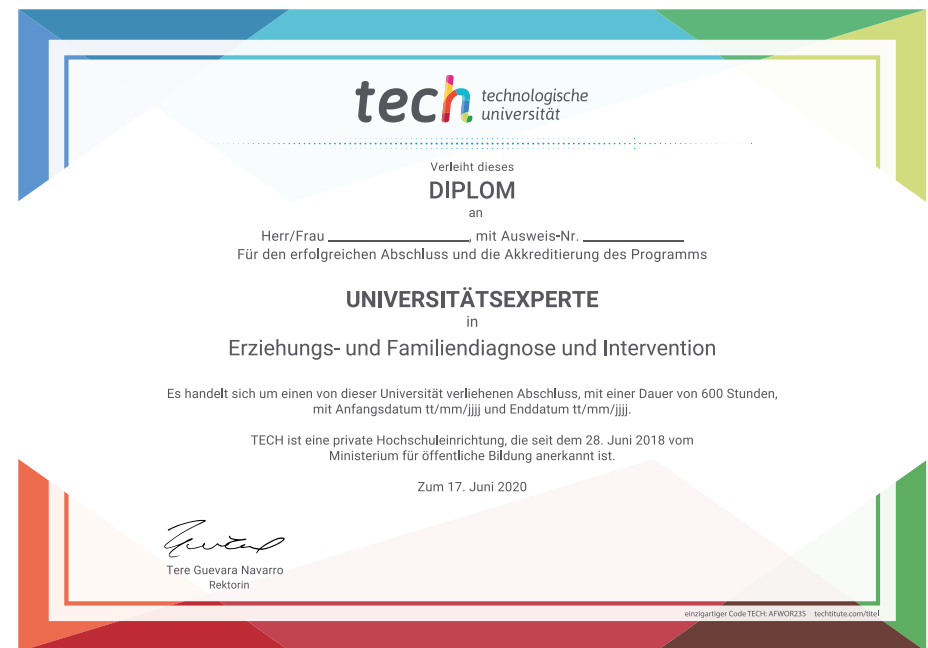 tech technologische
universität
Verleiht dieses
DIPLOM
an
Herr/Frau ____________________, mit Ausweis-Nr. ______________
Für den erfolgreichen Abschluss und die Akkreditierung des Programms
UNIVERSITÄTSEXPERTE
in
Erziehungs- und Familiendiagnose und Intervention
Es handelt sich um einen von dieser Universität verliehenen Abschluss, mit einer Dauer von 600 Stunden,
mit Anfangsdatum tt/mm/jjjj und Enddatum tt/mm/jjjj.
TECH ist eine private Hochschuleinrichtung, die seit dem 28. Juni 2018 vom
Ministerium für öffentliche Bildung anerkannt ist.
Zum 17. Juni 2020
Tere Guevara Navarro
Rektorin
einzigartiger Code TECH: AFWOR23S techtitute.com/titel